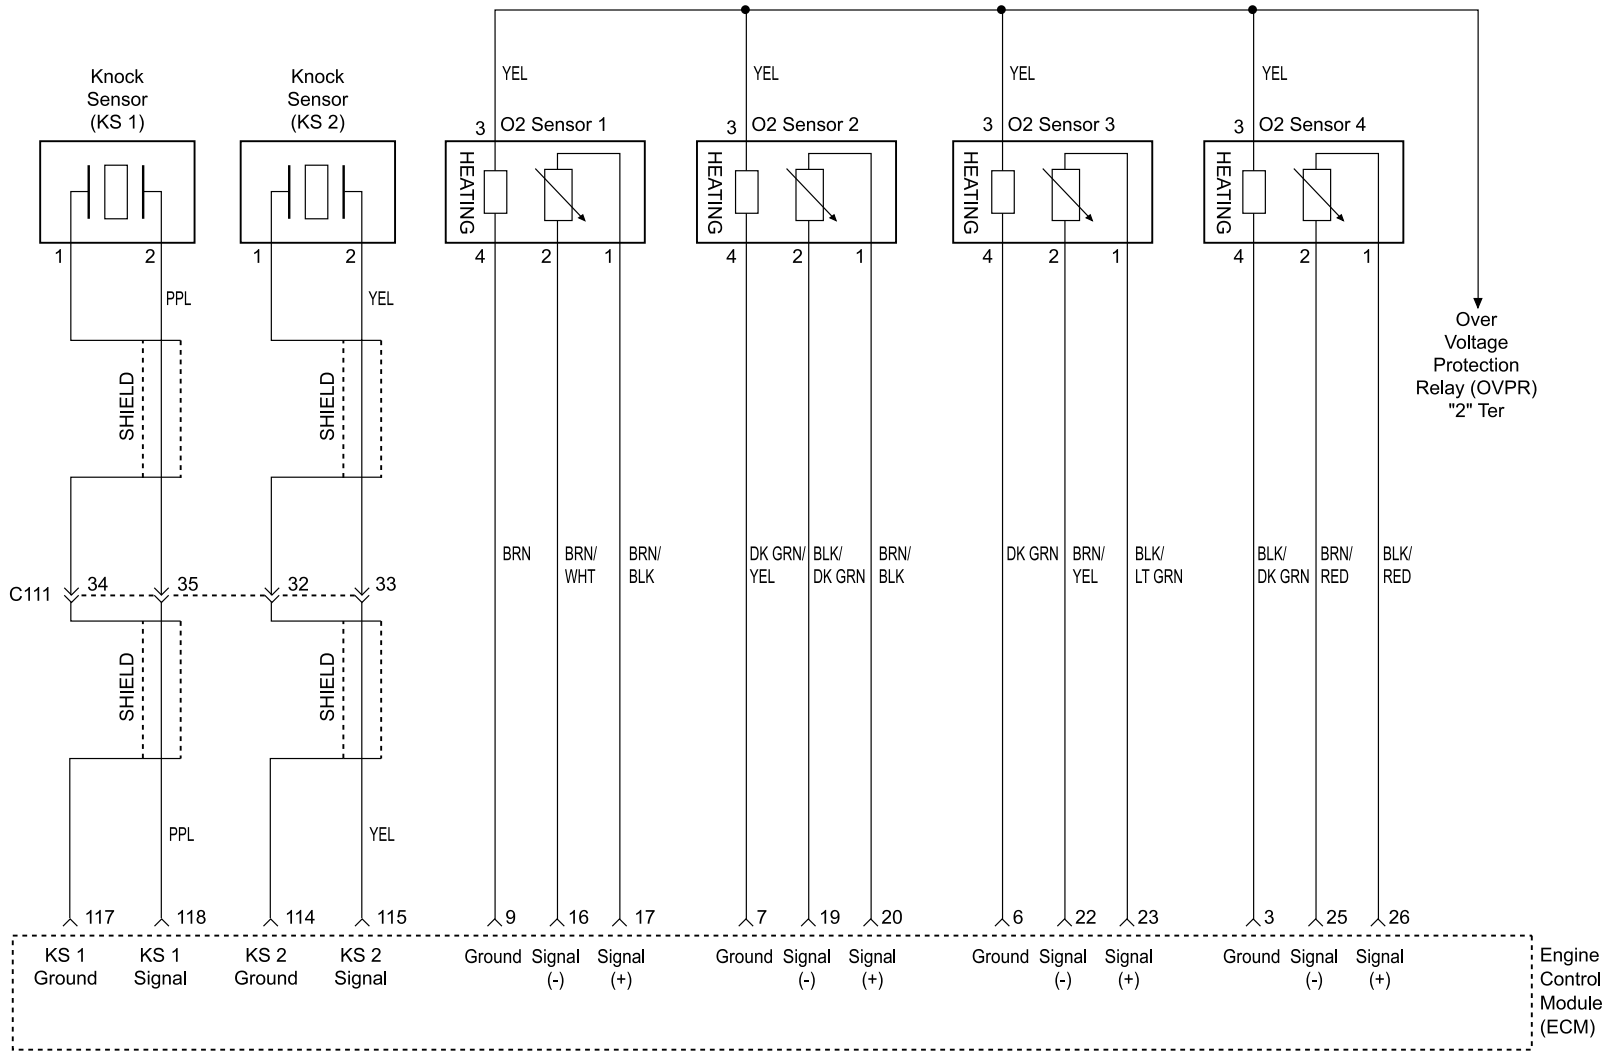 Knock
Sensor
(KS 1)
Knock
Sensor
(KS 2)
YEL
YEL
YEL
YEL
3 O2 Sensor 1
3 O2 Sensor 2
3 O2 Sensor 3
3 O2 Sensor 4
HEATING
HEATING
HEATING
HEATING
1 2
1 2
4 2 1
4 2 1
4 2 1
4 2 1
PPL
YEL
Over
Voltage
Protection
Relay (OVPR)
"2" Ter
SHIELD
SHIELD
BRN
BRN/
WHT
BRN/
BLK
DK GRN/
YEL
BLK/
DK GRN
BRN/
BLK
DK GRN
BRN/
YEL
BLK/
LT GRN
BLK/
DK GRN
BRN/
RED
BLK/
RED
C111 34 35 32 33
SHIELD
SHIELD
PPL
YEL
117 118 114 115 9 16 17 7 19 20 6 22 23 3 25 26
KS 1
Ground
KS 1
Signal
KS 2
Ground
KS 2
Signal
Ground
Signal
(-)
Signal
(+)
Ground
Signal
(-)
Signal
(+)
Ground
Signal
(-)
Signal
(+)
Ground
Signal
(-)
Signal
(+)
Engine
Control
Module
(ECM)